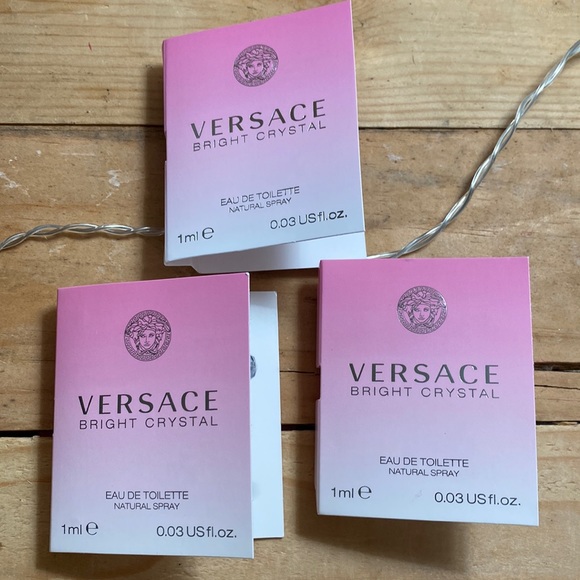 VERSACE
BRIGHT CRYSTAL
EAU DE TOILETTE
NATURAL SPRAY
1ml ℮ 0.03 US fl.oz.
VERSACE
BRIGHT CRYSTAL
EAU DE TOILETTE
NATURAL SPRAY
1ml ℮ 0.03 US fl.oz.
VERSACE
BRIGHT CRYSTAL
EAU DE TOILETTE
NATURAL SPRAY
1ml ℮ 0.03 US fl.oz.